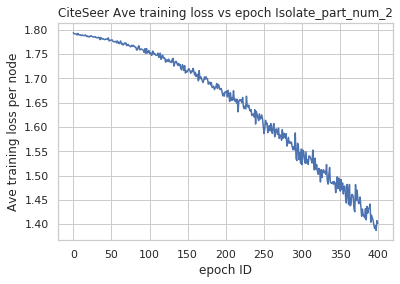 CiteSeer Ave training loss vs epoch Isolate_part_num_2
Ave training loss per node
1.80
1.75
1.70
1.65
1.60
1.55
1.50
1.45
1.40
0 50 100 150 200 250 300 350 400
epoch ID